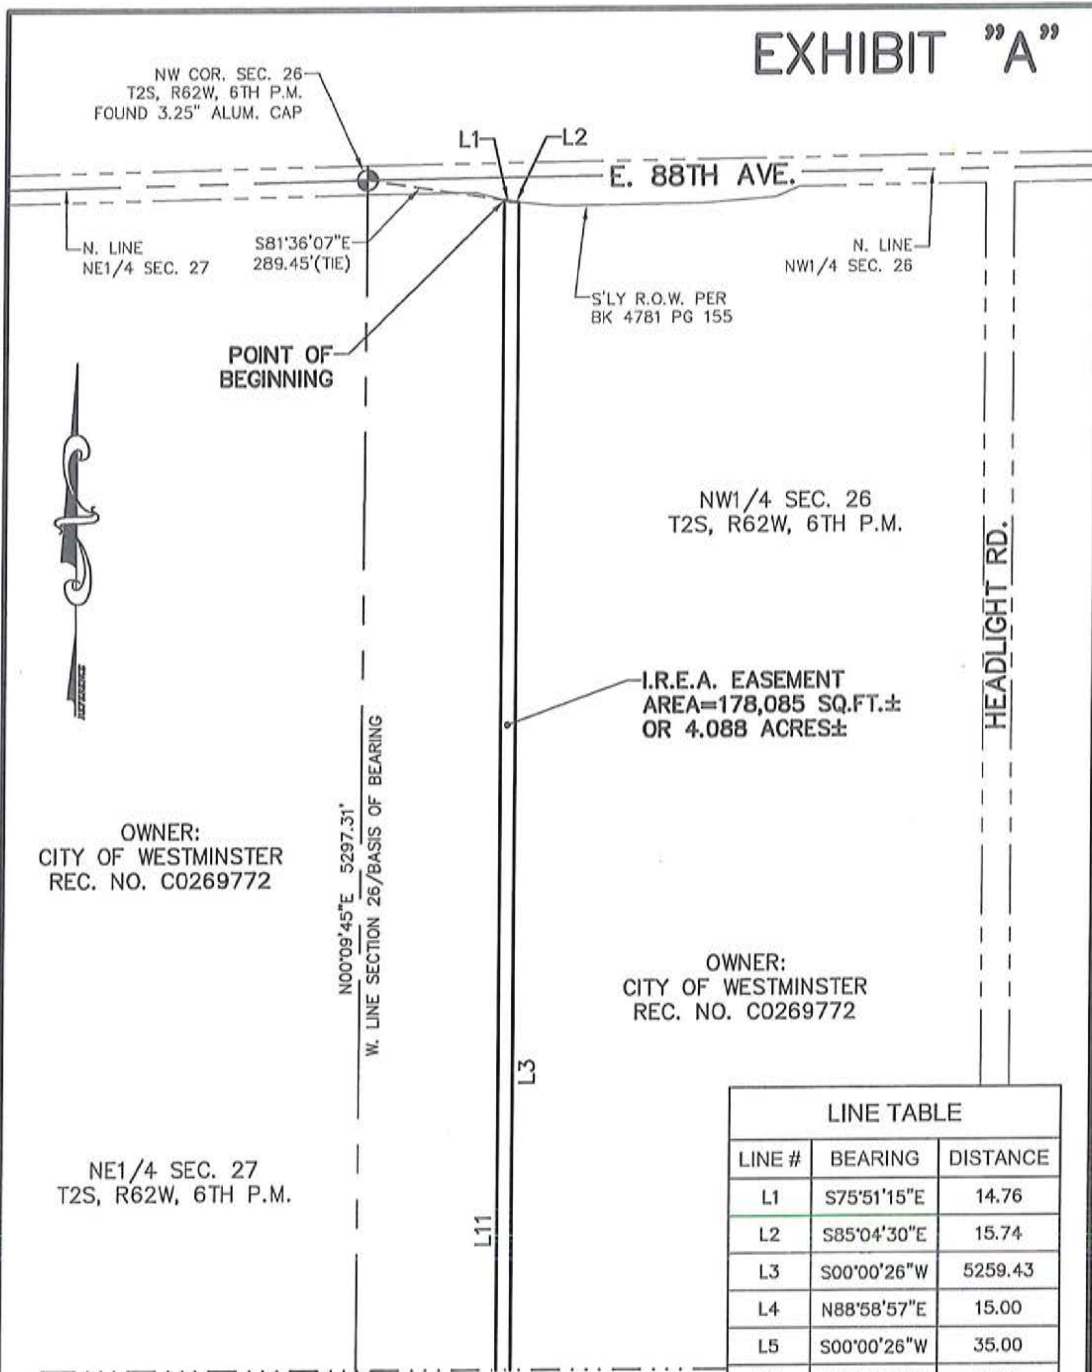 EXHIBIT "A"
NW COR. SEC. 26
T2S, R62W, 6TH P.M.
FOUND 3.25" ALUM. CAP
L1
L2
E. 88TH AVE.
N. LINE
NE1/4 SEC. 27
S81°36'07"E
289.45'(TIE)
N. LINE
NW1/4 SEC. 26
S'LY R.O.W. PER
BK 4781 PG 155
POINT OF
BEGINNING
NW1/4 SEC. 26
T2S, R62W, 6TH P.M.
HEADLIGHT RD.
I.R.E.A. EASEMENT
AREA=178,085 SQ.FT.±
OR 4.088 ACRES±
N00°09'45"E 5297.31'
W. LINE SECTION 26/BASIS OF BEARING
OWNER:
CITY OF WESTMINSTER
REC. NO. C0269772
OWNER:
CITY OF WESTMINSTER
REC. NO. C0269772
L3
NE1/4 SEC. 27
T2S, R62W, 6TH P.M.
L11
LINE TABLE
LINE # BEARING DISTANCE
L1 S75°51'15"E 14.76
L2 S85°04'30"E 15.74
L3 S00°00'26"W 5259.43
L4 N88°58'57"E 15.00
L5 S00°00'26"W 35.00